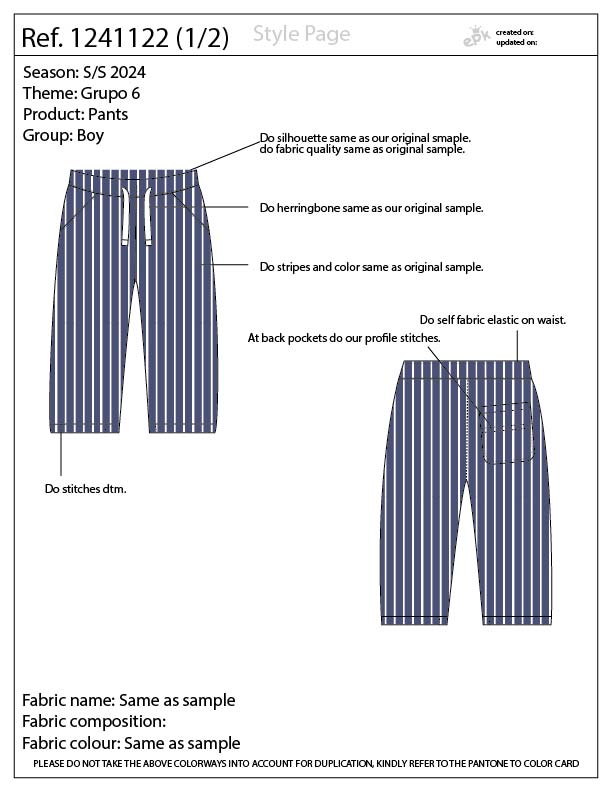 Ref. 1241122 (1/2)
Style Page
epk
created on:
updated on:
Season: S/S 2024
Theme: Grupo 6
Product: Pants
Group: Boy
Do silhouette same as our original smaple.
do fabric quality same as original sample.
Do herringbone same as our original sample.
Do stripes and color same as original sample.
Do self fabric elastic on waist.
At back pockets do our profile stitches.
Do stitches dtm.
Fabric name: Same as sample
Fabric composition:
Fabric colour: Same as sample
PLEASE DO NOT TAKE THE ABOVE COLORWAYS INTO ACCOUNT FOR DUPLICATION, KINDLY REFER TO THE PANTONE TO COLOR CARD